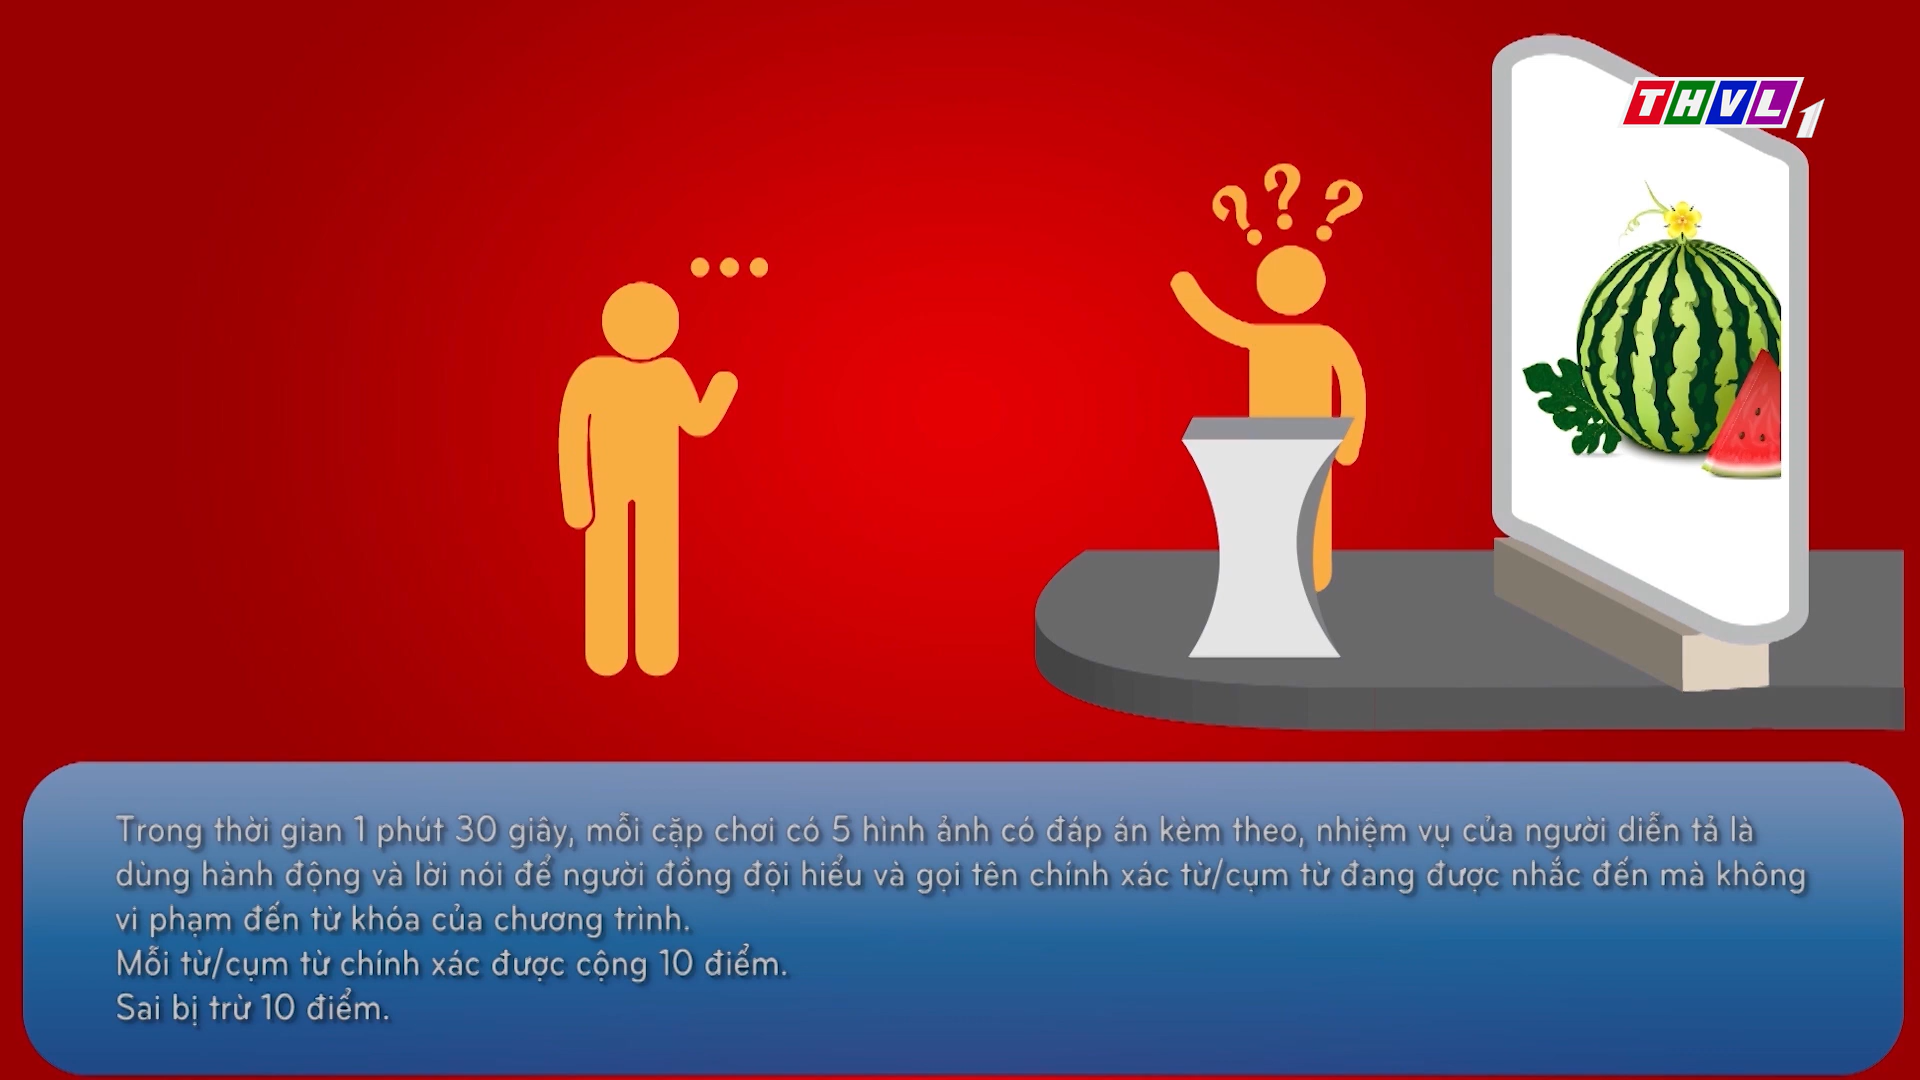 THVL 1
? ? ?
Trong thời gian 1 phút 30 giây, mỗi cặp chơi có 5 hình ảnh có đáp án kèm theo, nhiệm vụ của người diễn tả là
dùng hành động và lời nói để người đồng đội hiểu và gọi tên chính xác từ/cụm từ đang được nhắc đến mà không
vi phạm đến từ khóa của chương trình.
Mỗi từ/cụm từ chính xác được cộng 10 điểm.
Sai bị trừ 10 điểm.